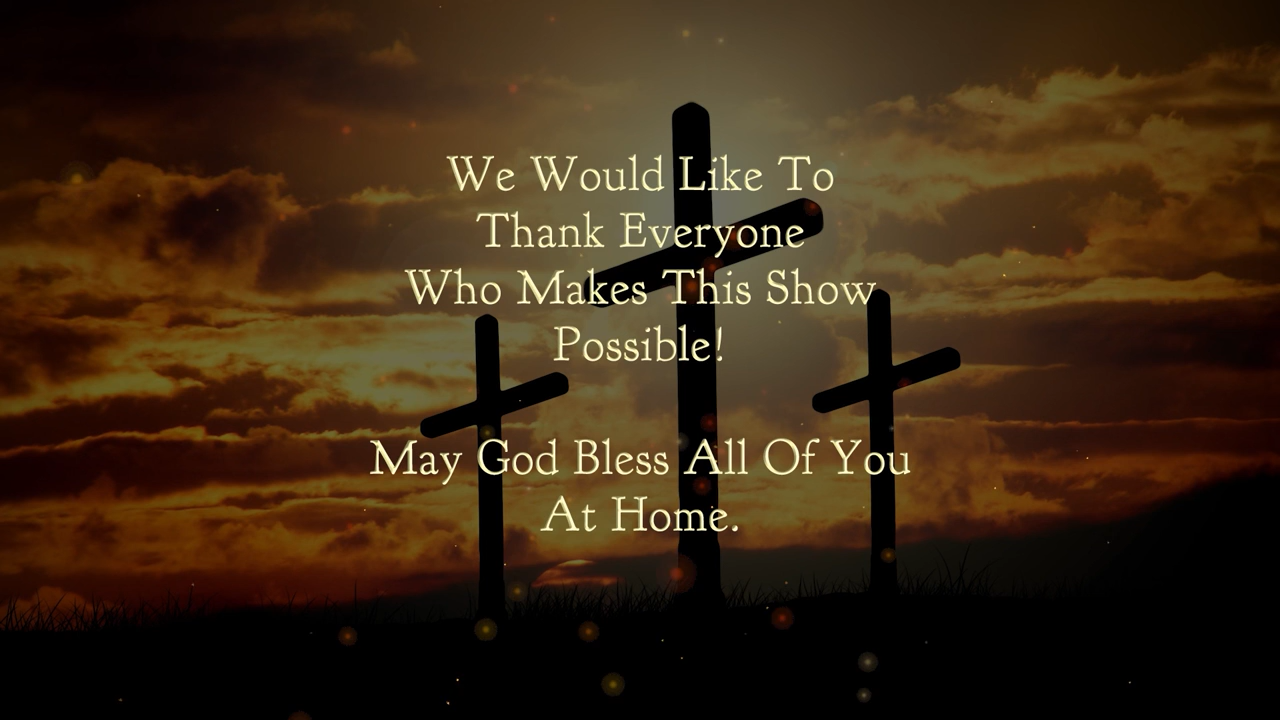 We Would Like To
Thank Everyone
Who Makes This Show
Possible!
May God Bless All Of You
At Home.